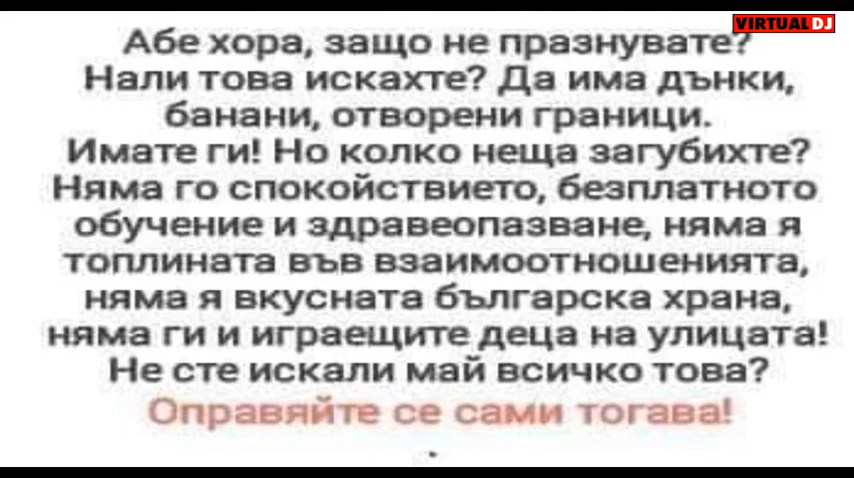 VIRTUAL DJ
Абе хора, защо не празнувате?
Нали това искахте? Да има дънки,
банани, отворени граници.
Имате ги! Но колко неща загубихте?
Няма го спокойствието, безплатното
обучение и здравеопазване, няма я
топлината във взаимоотношенията,
няма я вкусната българска храна,
няма ги и играещите деца на улицата!
Не сте искали май всичко това?
Оправяйте се сами тогава!
.